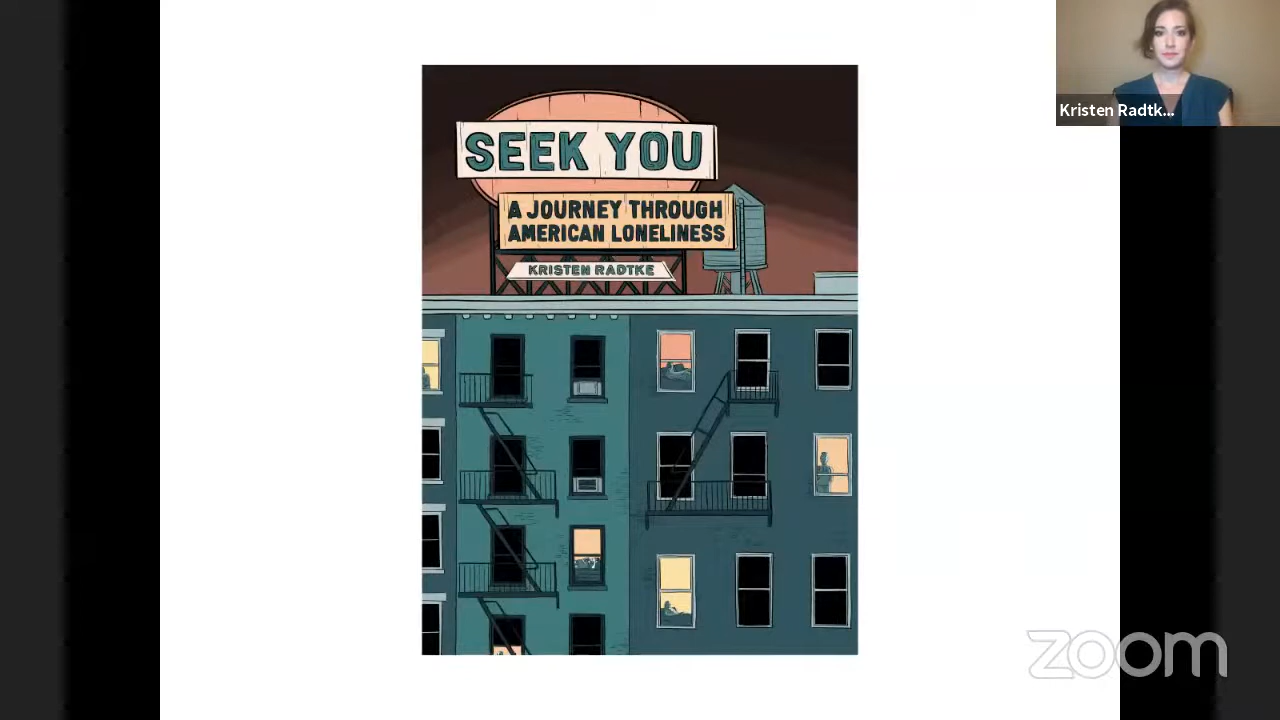 SEEK YOU
A JOURNEY THROUGH
AMERICAN LONELINESS
KRISTEN RADTKE
Kristen Radtk...
zoom